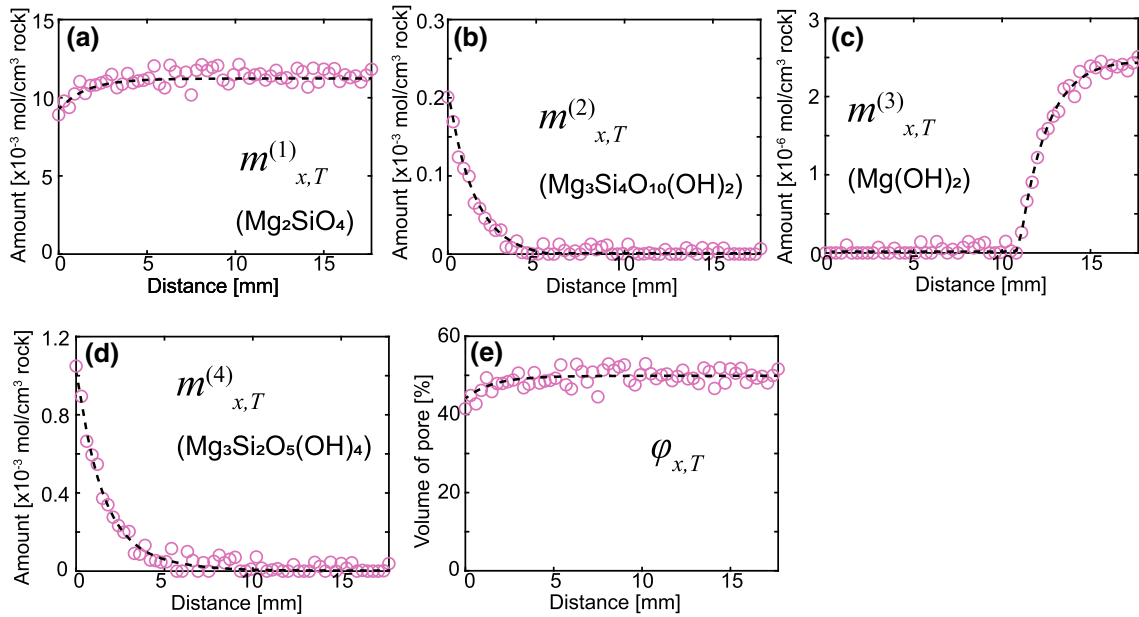 (a)
Amount [x10⁻³ mol/cm³ rock]
15
10
5
0
m⁽¹⁾x,T
(Mg₂SiO₄)
0 5 10 15
Distance [mm]
(b)
Amount [x10⁻³ mol/cm³ rock]
0.3
0.2
0.1
0
m⁽²⁾x,T
(Mg₃Si₄O₁₀(OH)₂)
0 5 10 15
Distance [mm]
(c)
Amount [x10⁻⁶ mol/cm³ rock]
3
2
1
0
m⁽³⁾x,T
(Mg(OH)₂)
0 5 10 15
Distance [mm]
(d)
Amount [x10⁻³ mol/cm³ rock]
1.2
0.8
0.4
0
m⁽⁴⁾x,T
(Mg₃Si₂O₅(OH)₄)
0 5 10 15
Distance [mm]
(e)
Volume of pore [%]
60
40
20
0
φx,T
0 5 10 15
Distance [mm]